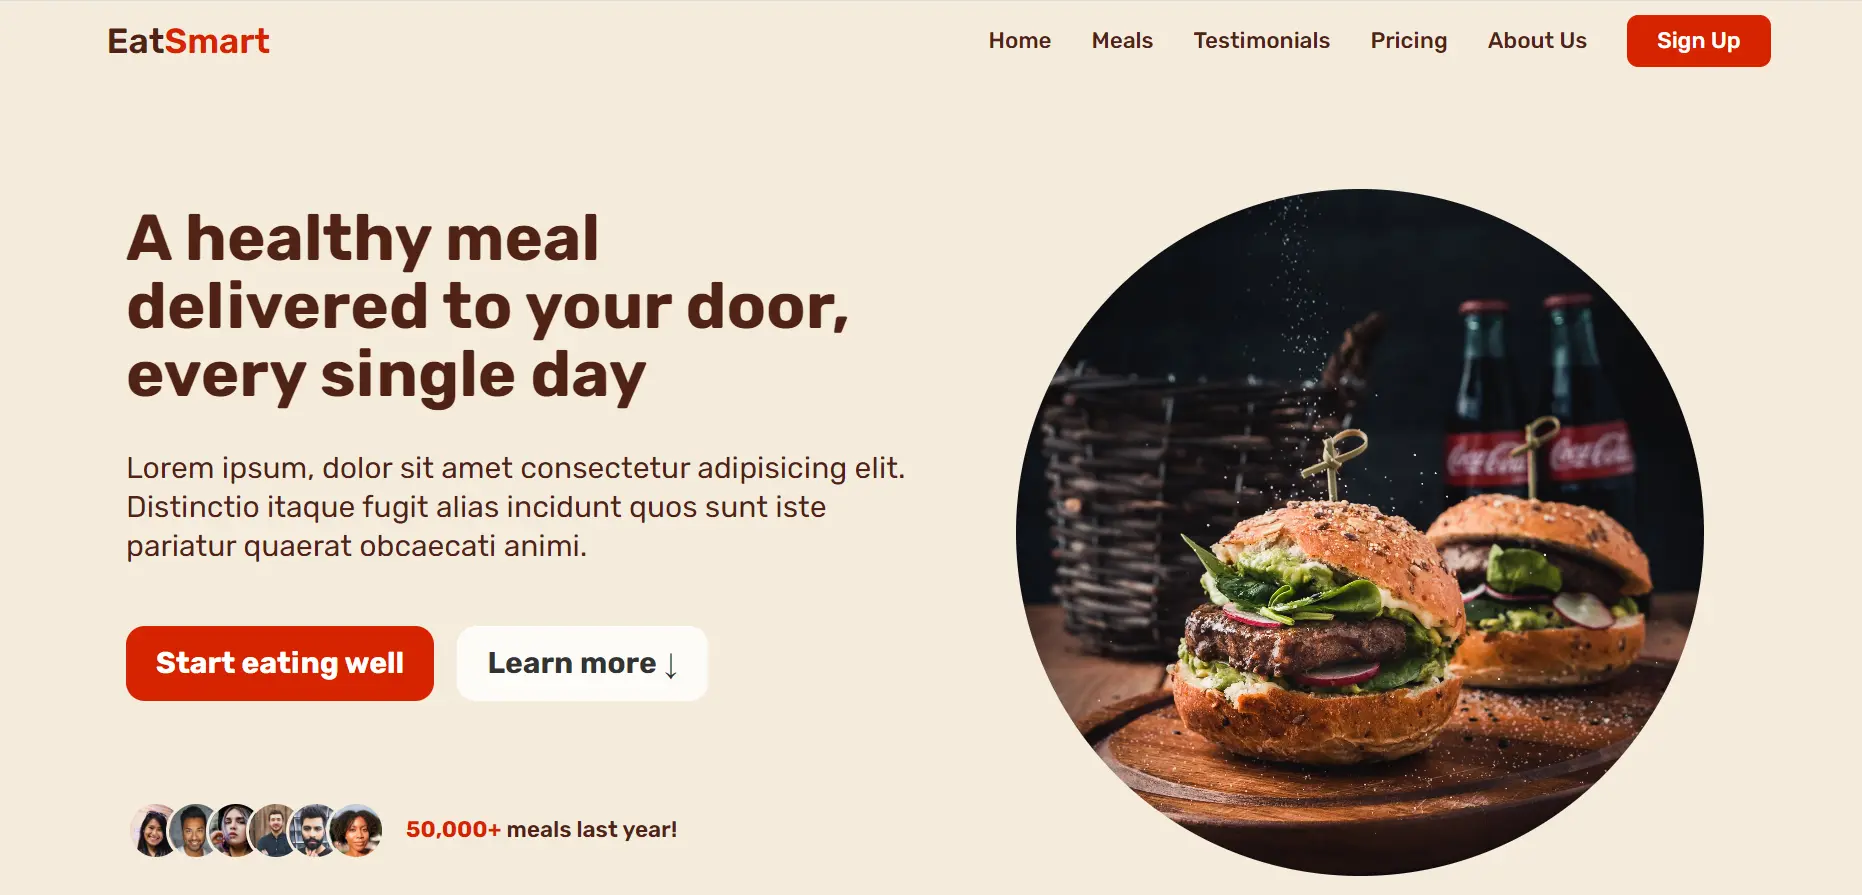 EatSmart
Home Meals Testimonials Pricing About Us Sign Up
A healthy meal
delivered to your door,
every single day
Lorem ipsum, dolor sit amet consectetur adipisicing elit.
Distinctio itaque fugit alias incidunt quos sunt iste
pariatur quaerat obcaecati animi.
Start eating well
Learn more ↓
50,000+ meals last year!
Coca-Cola
Coca-Cola